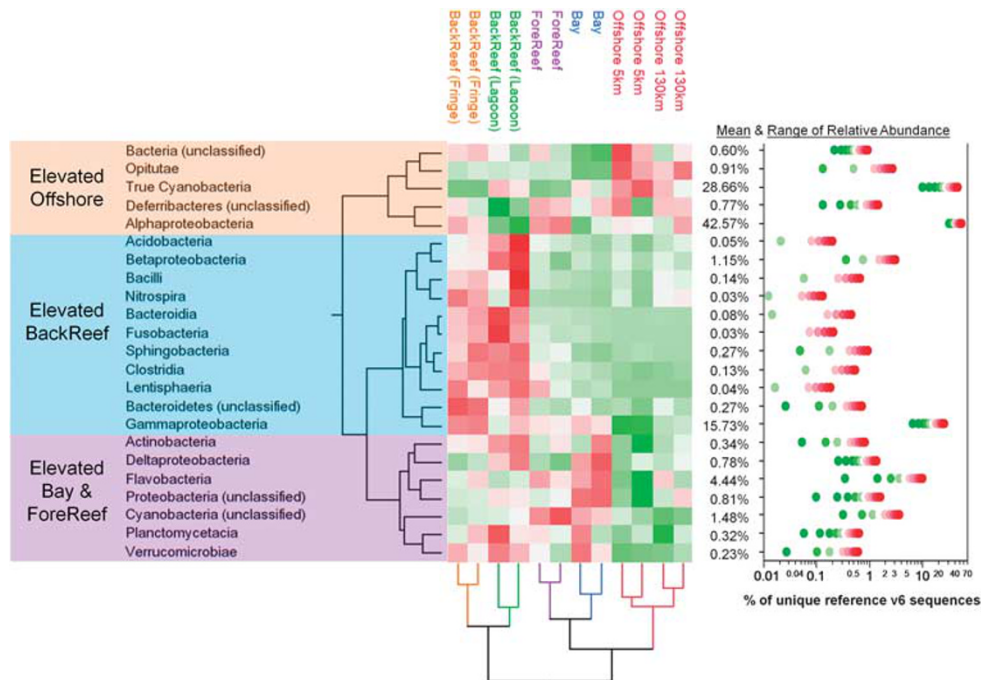 BackReef (Fringe)
BackReef (Fringe)
BackReef (Lagoon)
BackReef (Lagoon)
ForeReef
ForeReef
Bay
Bay
Offshore 5km
Offshore 5km
Offshore 130km
Offshore 130km
Mean & Range of Relative Abundance
Elevated
Offshore
Bacteria (unclassified)
0.60%
Opitutae
0.91%
True Cyanobacteria
28.66%
Deferribacteres (unclassified)
0.77%
Alphaproteobacteria
42.57%
Elevated
BackReef
Acidobacteria
0.05%
Betaproteobacteria
1.15%
Bacilli
0.14%
Nitrospira
0.03%
Bacteroidia
0.08%
Fusobacteria
0.03%
Sphingobacteria
0.27%
Clostridia
0.13%
Lentisphaeria
0.04%
Bacteroidetes (unclassified)
0.27%
Gammaproteobacteria
15.73%
Elevated
Bay &
ForeReef
Actinobacteria
0.34%
Deltaproteobacteria
0.78%
Flavobacteria
4.44%
Proteobacteria (unclassified)
0.81%
Cyanobacteria (unclassified)
1.48%
Planctomycetacia
0.32%
Verrucomicrobiae
0.23%
0.01 0.04 0.1 0.5 1 2 3 5 10 20 40 70
% of unique reference v6 sequences